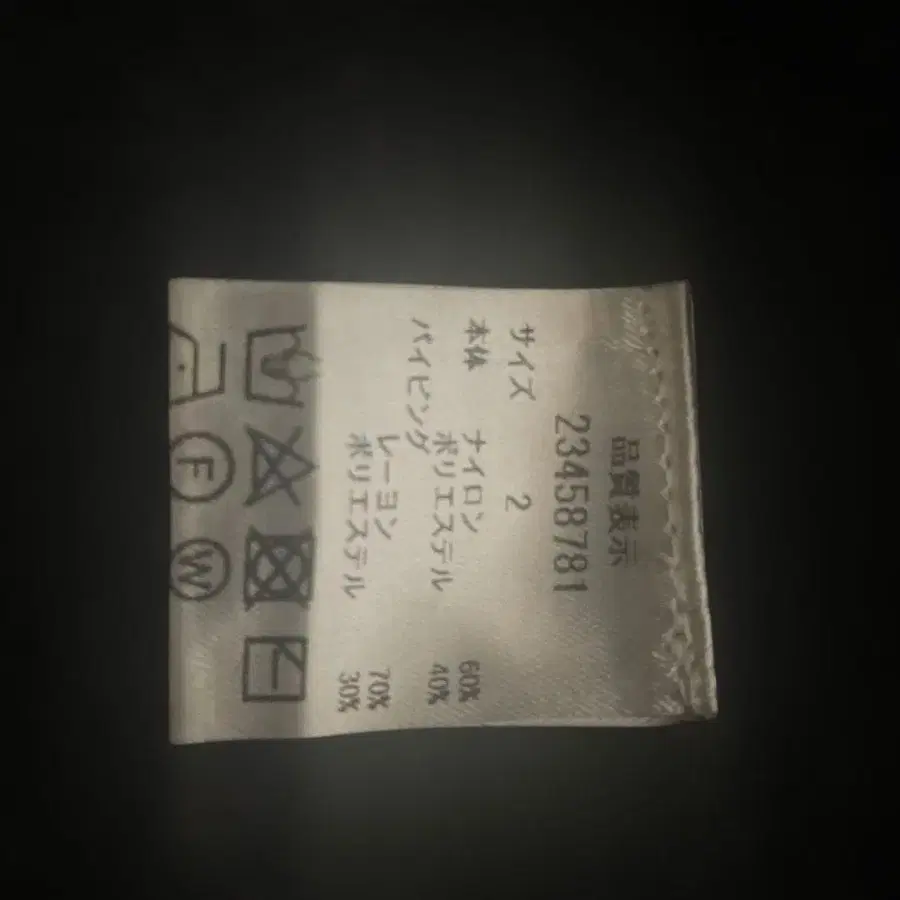 品質表示
23458781
サイズ 2
本体 ナイロン 60%
ポリエステル 40%
パイピング
レーヨン 70%
ポリエステル 30%
F
W